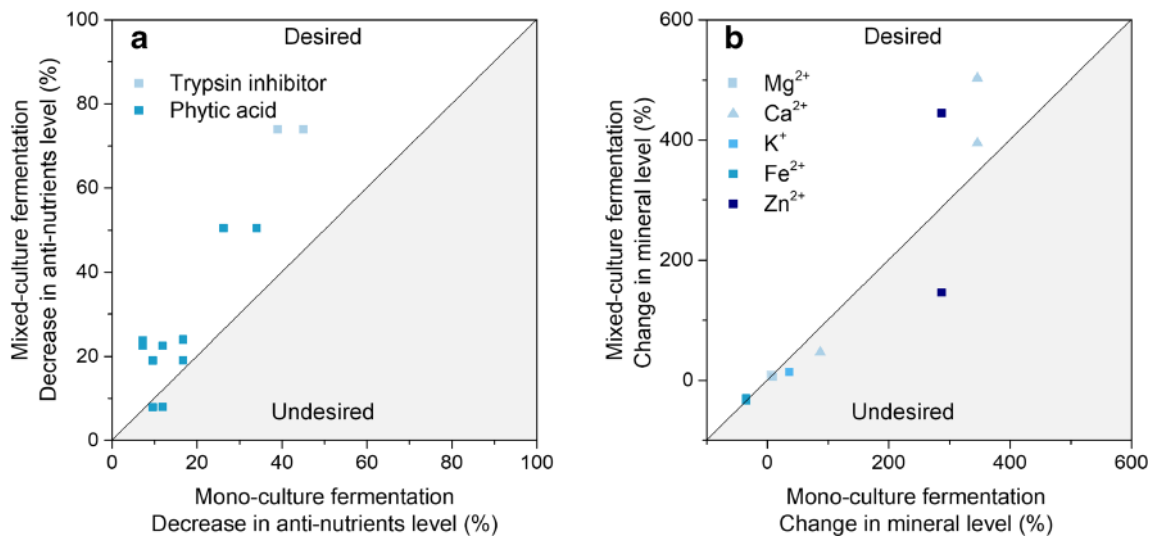 a
Desired
Trypsin inhibitor
Phytic acid
Undesired
100
80
60
40
20
0
0
20
40
60
80
100
Mixed-culture fermentation
Decrease in anti-nutrients level (%)
Mono-culture fermentation
Decrease in anti-nutrients level (%)
b
Desired
Mg²⁺
Ca²⁺
K⁺
Fe²⁺
Zn²⁺
Undesired
600
400
200
0
0
200
400
600
Mixed-culture fermentation
Change in mineral level (%)
Mono-culture fermentation
Change in mineral level (%)